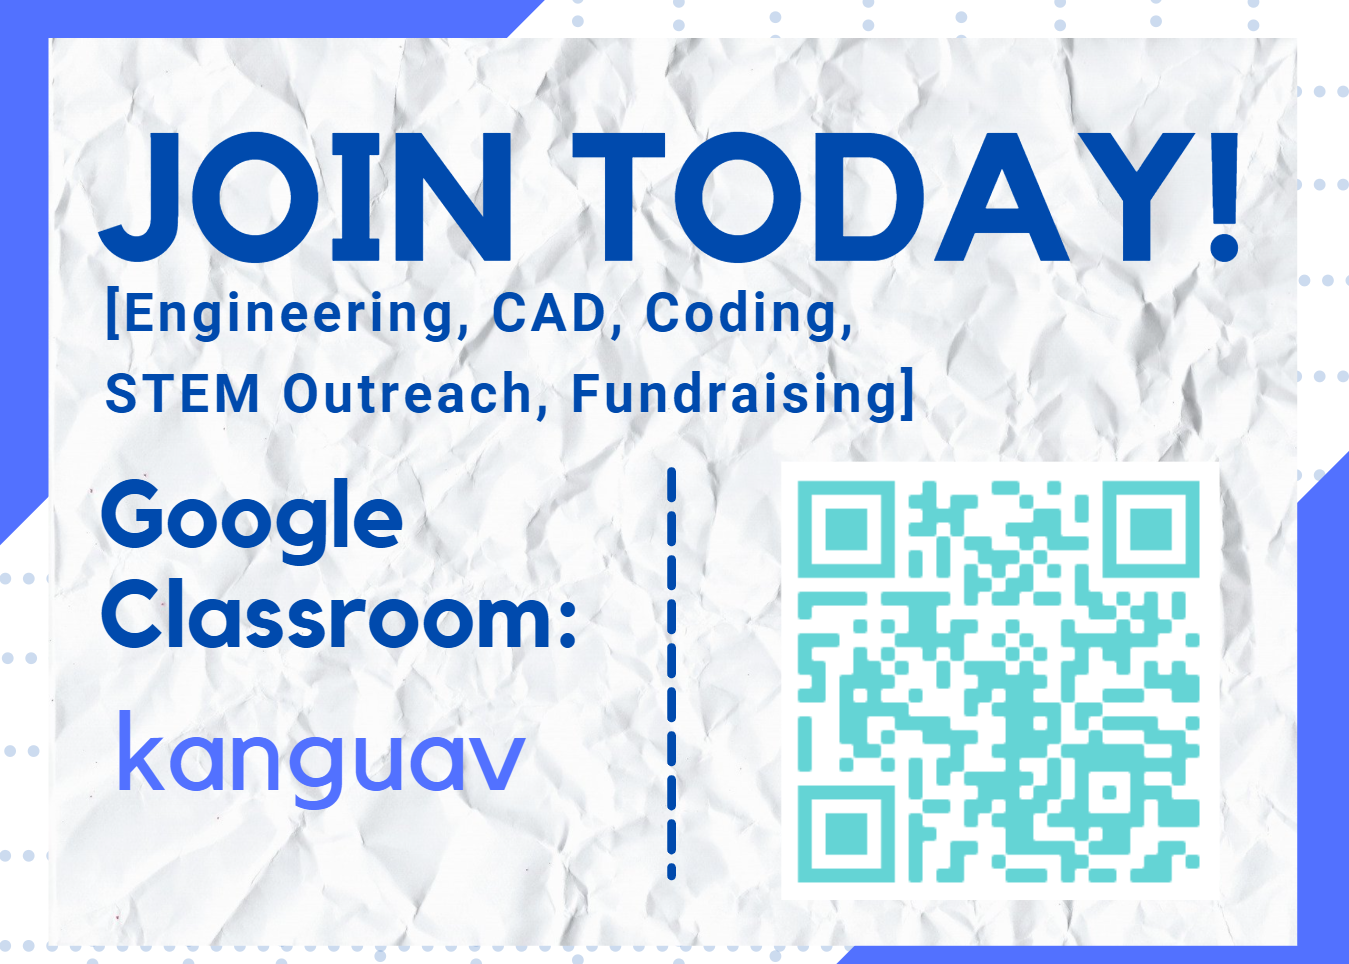 JOIN TODAY!
[Engineering, CAD, Coding,
STEM Outreach, Fundraising]
Google
Classroom:
kanguav